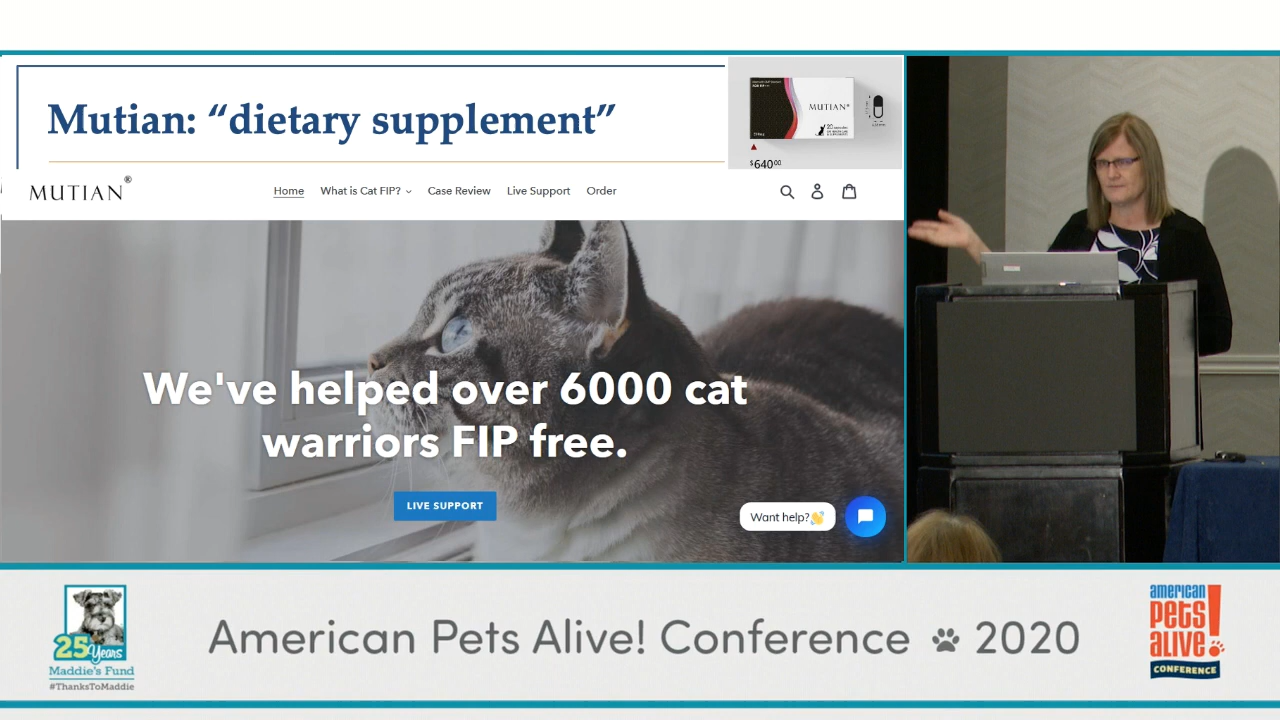 Mutian: “dietary supplement”
MUTIAN®
$640⁰⁰
MUTIAN®
Home
What is Cat FIP?
Case Review
Live Support
Order
We've helped over 6000 cat
warriors FIP free.
LIVE SUPPORT
Want help?👋
25 Years
Maddie's Fund
#ThanksToMaddie
American Pets Alive! Conference 2020
american
pets
alive!
CONFERENCE